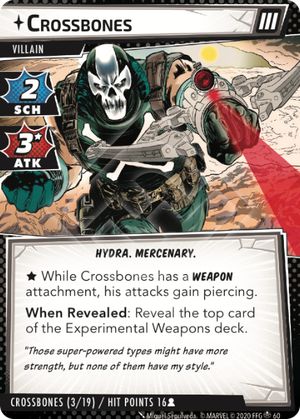 CROSSBONES
III
VILLAIN
2
SCH
3★
ATK
HYDRA. MERCENARY.
★ While Crossbones has a WEAPON
attachment, his attacks gain piercing.
When Revealed: Reveal the top card
of the Experimental Weapons deck.
"Those super-powered types might have more
strength, but none of them have my style."
CROSSBONES (3/19) / HIT POINTS 16
© MARVEL © 2020 FFG 60